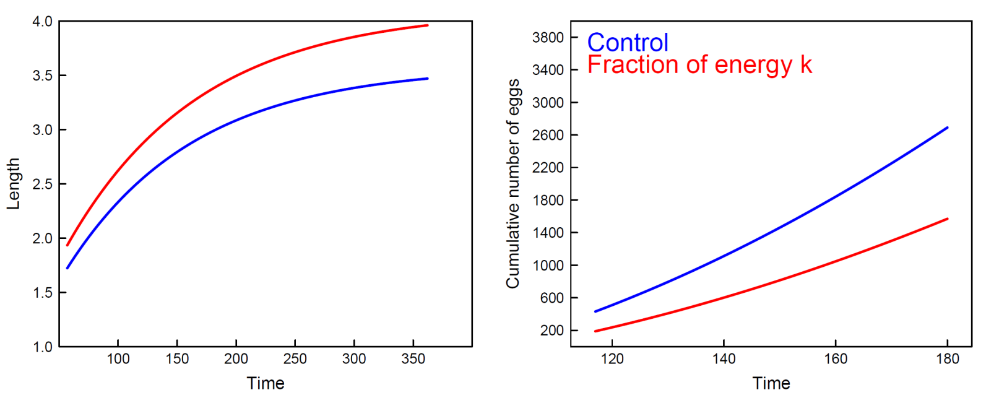 4.0
3.5
3.0
2.5
2.0
1.5
1.0
Length
100 150 200 250 300 350
Time
3800
3400
3000
2600
2200
1800
1400
1000
600
200
Cumulative number of eggs
Control
Fraction of energy k
120 140 160 180
Time